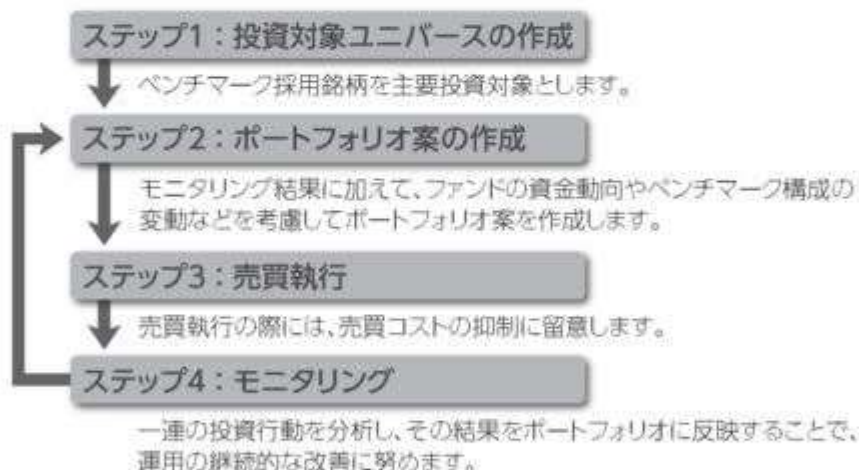 ステップ1：投資対象ユニバースの作成
ベンチマーク採用銘柄を主要投資対象とします。
ステップ2：ポートフォリオ案の作成
モニタリング結果に加えて、ファンドの資金動向やベンチマーク構成の
変動などを考慮してポートフォリオ案を作成します。
ステップ3：売買執行
売買執行の際には、売買コストの抑制に留意します。
ステップ4：モニタリング
一連の投資行動を分析し、その結果をポートフォリオに反映することで、
運用の継続的な改善に努めます。